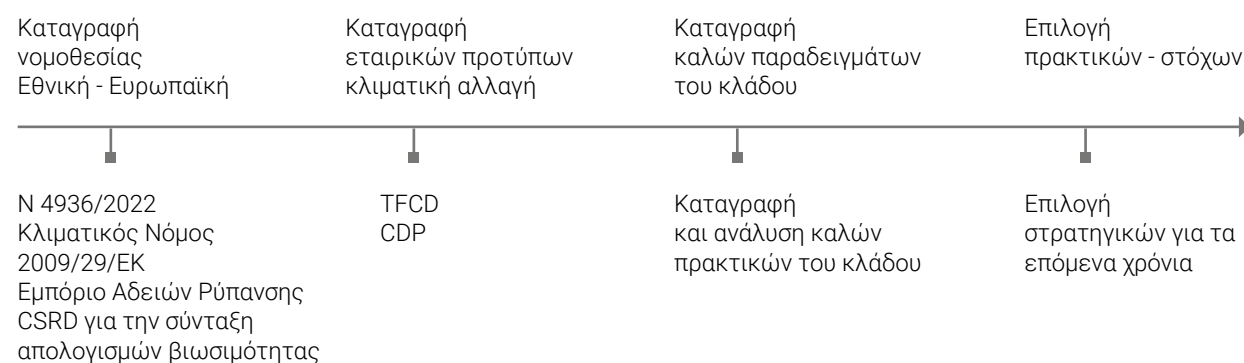 Καταγραφή
νομοθεσίας
Εθνική - Ευρωπαϊκή
Καταγραφή
εταιρικών προτύπων
κλιματική αλλαγή
Καταγραφή
καλών παραδειγμάτων
του κλάδου
Επιλογή
πρακτικών - στόχων
Ν 4936/2022
Κλιματικός Νόμος
2009/29/ΕΚ
Εμπόριο Αδειών Ρύπανσης
CSRD για την σύνταξη
απολογισμών βιωσιμότητας
TFCD
CDP
Καταγραφή
και ανάλυση καλών
πρακτικών του κλάδου
Επιλογή
στρατηγικών για τα
επόμενα χρόνια